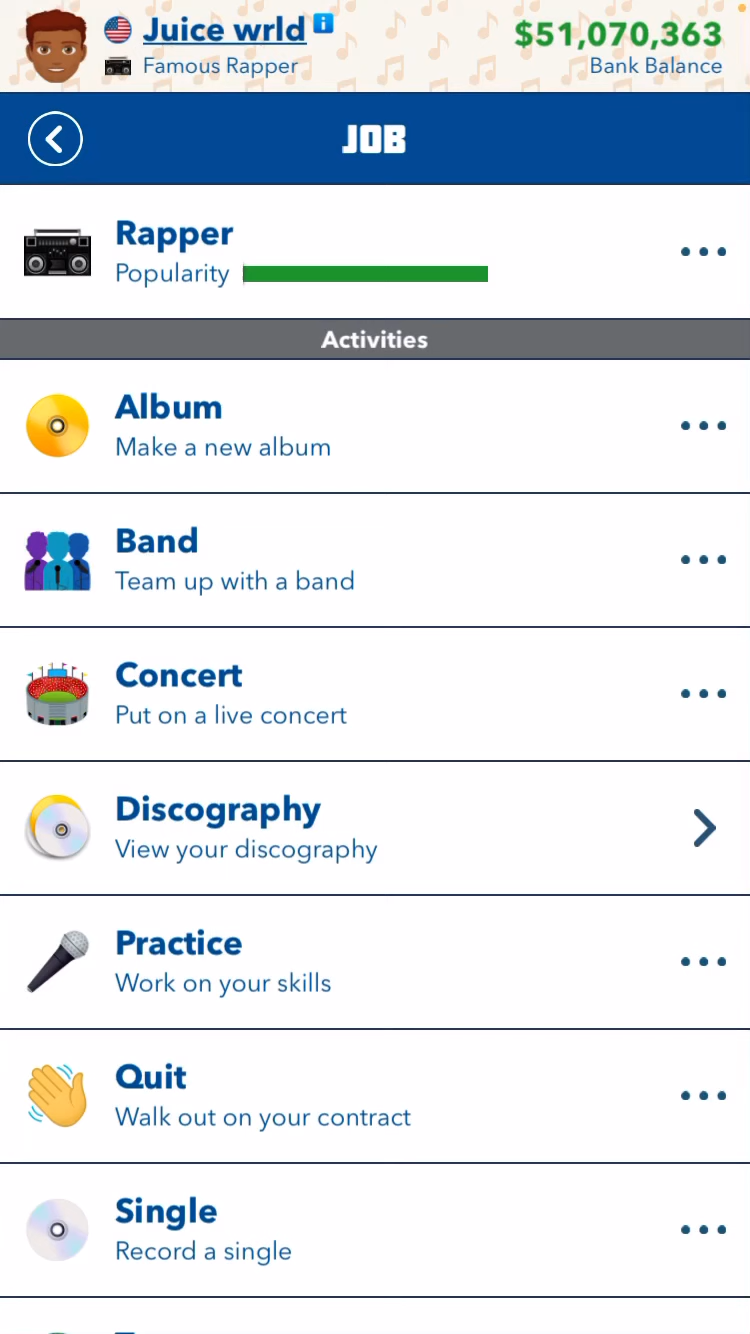 Juice wrld
$51,070,363
Famous Rapper
Bank Balance
JOB
Rapper
Popularity
Activities
Album
Make a new album
Band
Team up with a band
Concert
Put on a live concert
Discography
View your discography
Practice
Work on your skills
Quit
Walk out on your contract
Single
Record a single